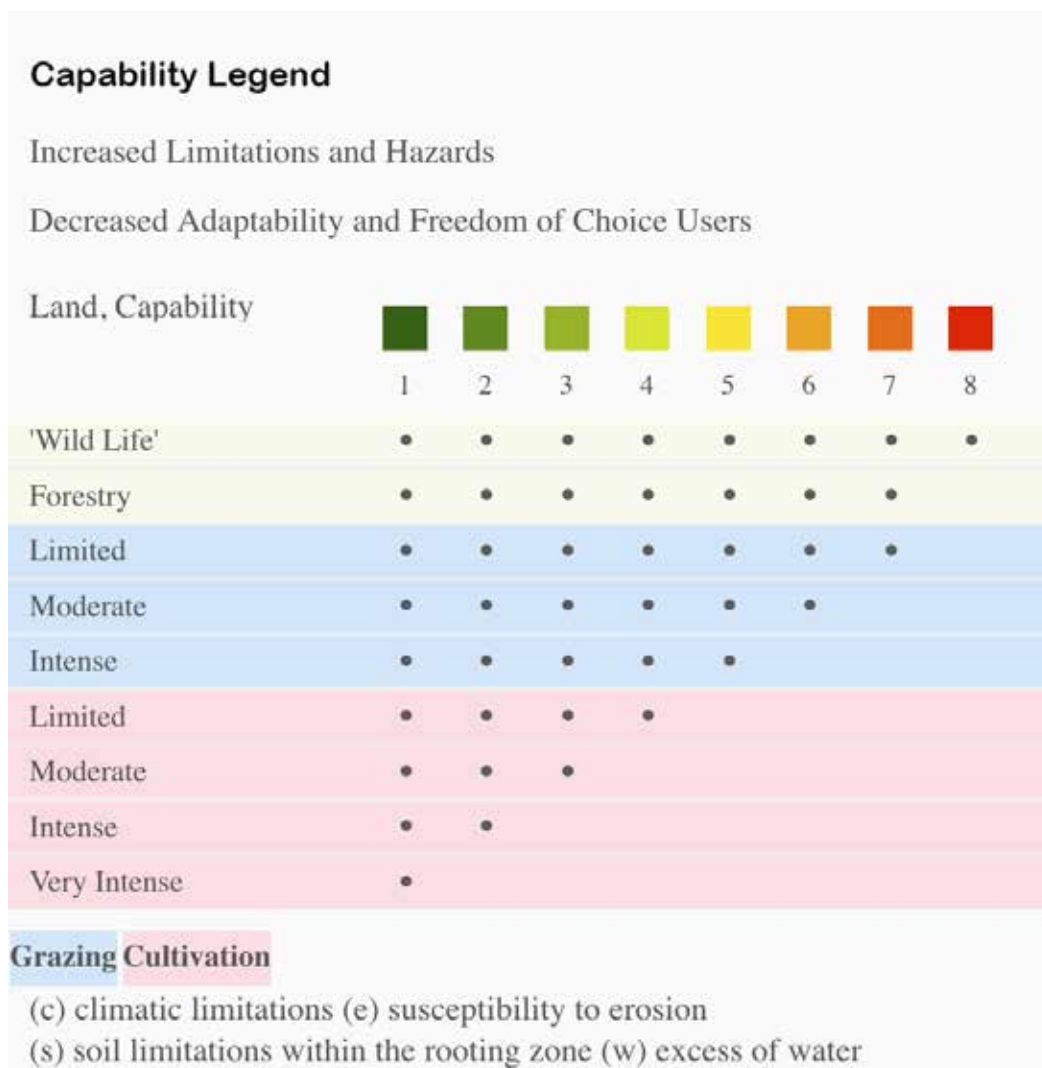 Capability Legend
Increased Limitations and Hazards
Decreased Adaptability and Freedom of Choice Users
Land, Capability
1 2 3 4 5 6 7 8
'Wild Life' • • • • • • • •
Forestry • • • • • • •
Limited • • • • • • •
Moderate • • • • • •
Intense • • • • •
Limited • • • •
Moderate • • •
Intense • •
Very Intense •
Grazing Cultivation
(c) climatic limitations (e) susceptibility to erosion
(s) soil limitations within the rooting zone (w) excess of water